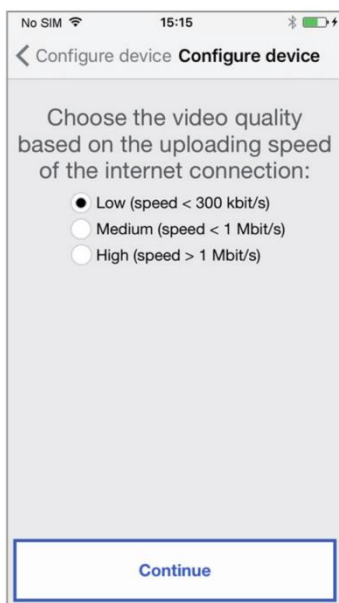 No SIM 15:15
Configure device Configure device
Choose the video quality
based on the uploading speed
of the internet connection:
Low (speed < 300 kbit/s)
Medium (speed < 1 Mbit/s)
High (speed > 1 Mbit/s)
Continue